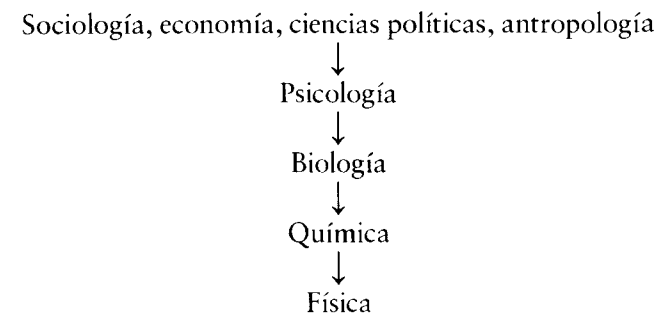 Sociología, economía, ciencias políticas, antropología
Psicología
Biología
Química
Física